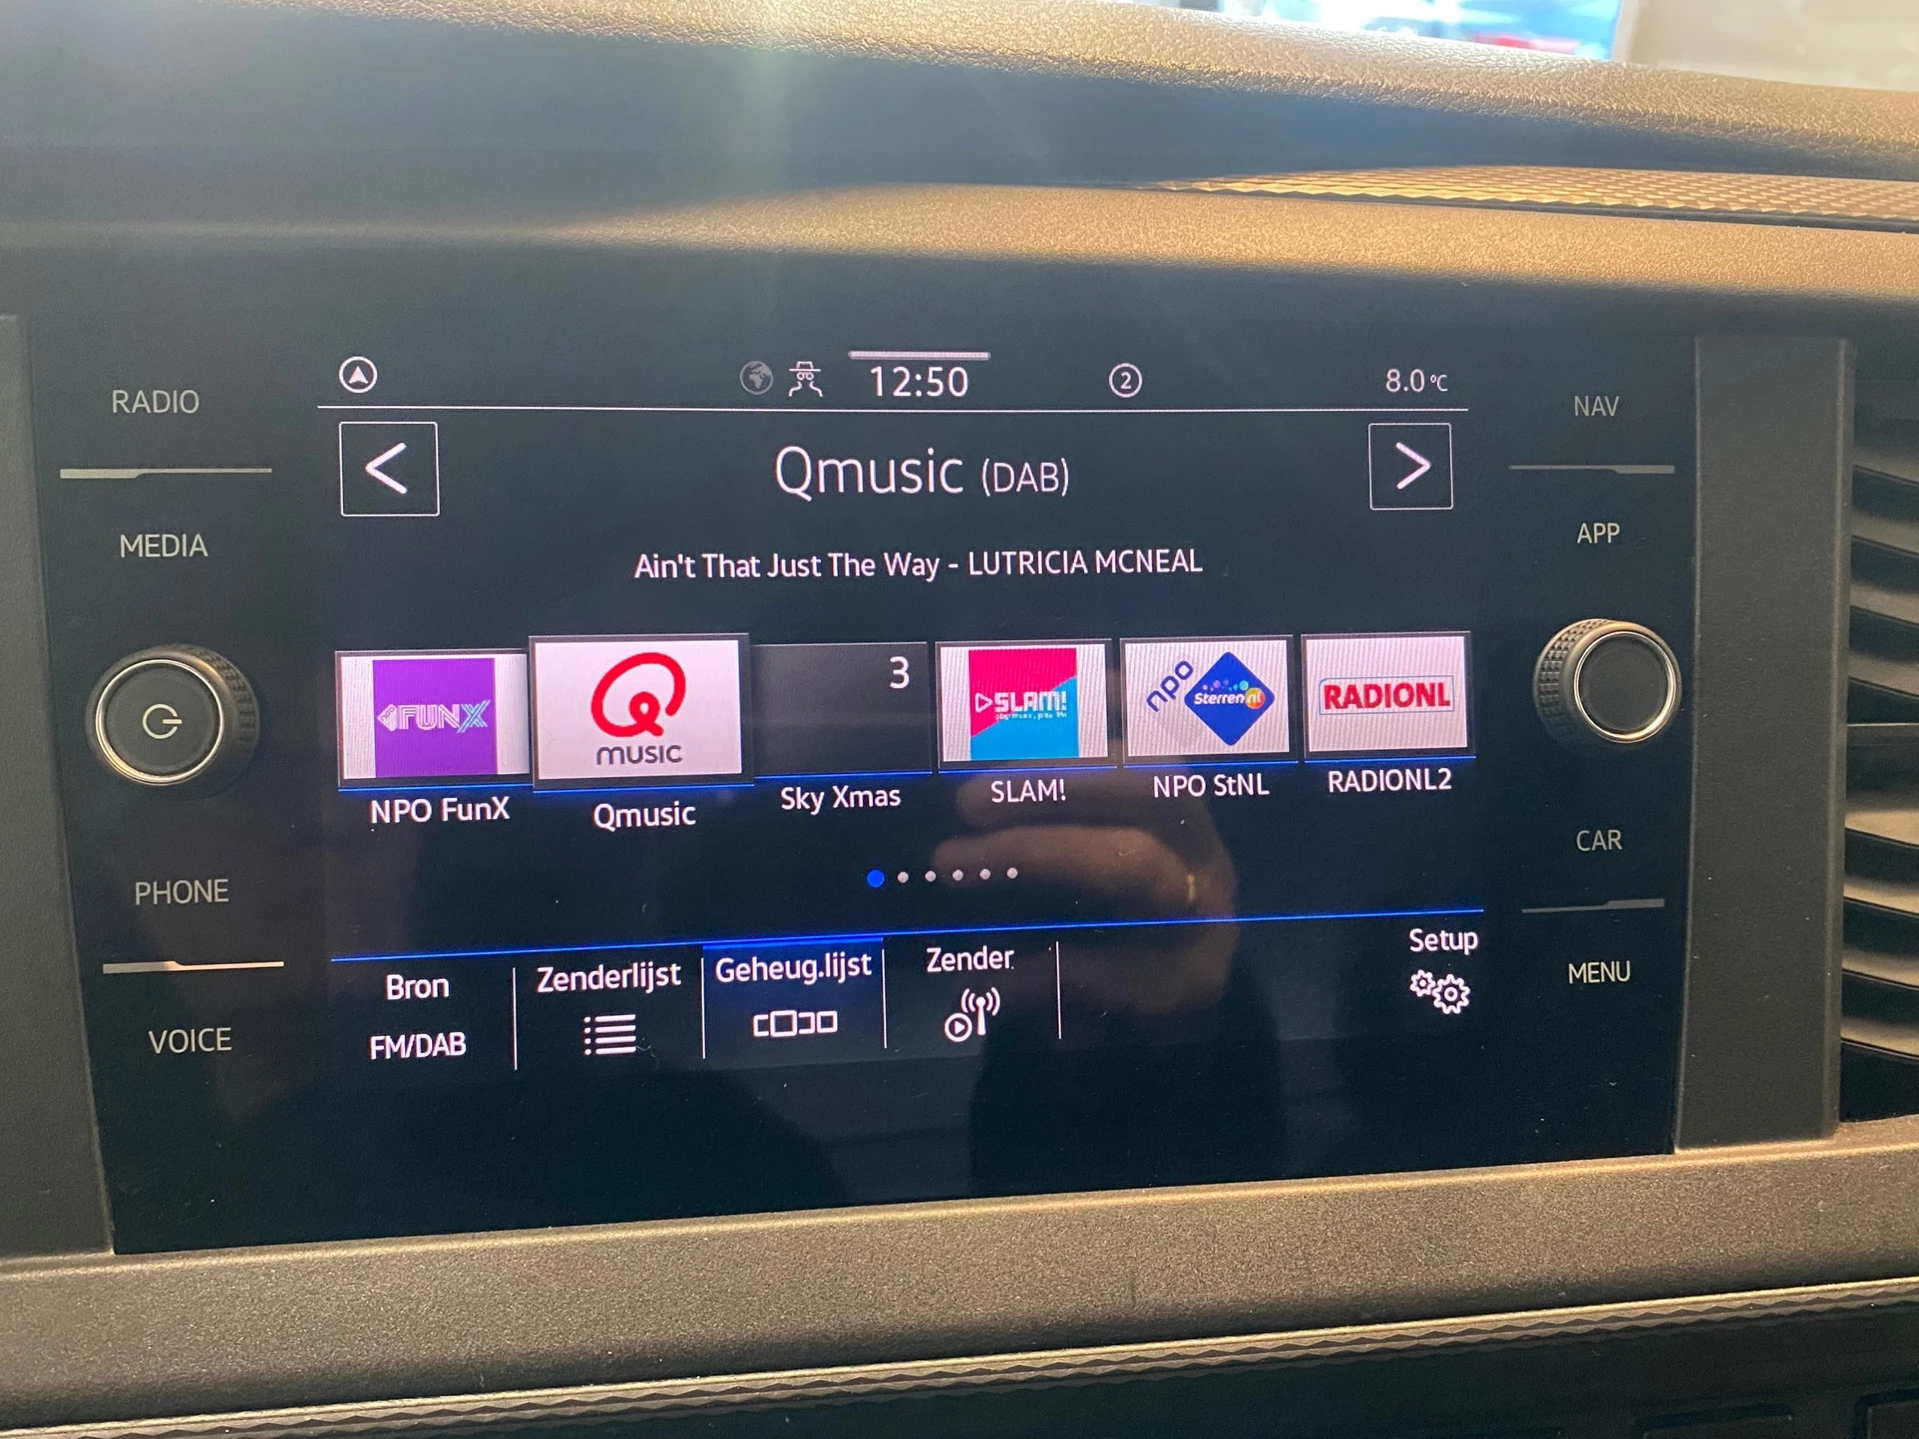 RADIO
MEDIA
PHONE
VOICE
12:50
2
8.0 °C
Qmusic (DAB)
Ain't That Just The Way - LUTRICIA MCNEAL
FUNX
Q
MUSIC
3
SLAM!
npo
Sterren nl
RADIONL
NPO FunX
Qmusic
Sky Xmas
SLAM!
NPO StNL
RADIONL2
Bron
FM/DAB
Zenderlijst
Geheug.lijst
Zender
Setup
NAV
APP
CAR
MENU